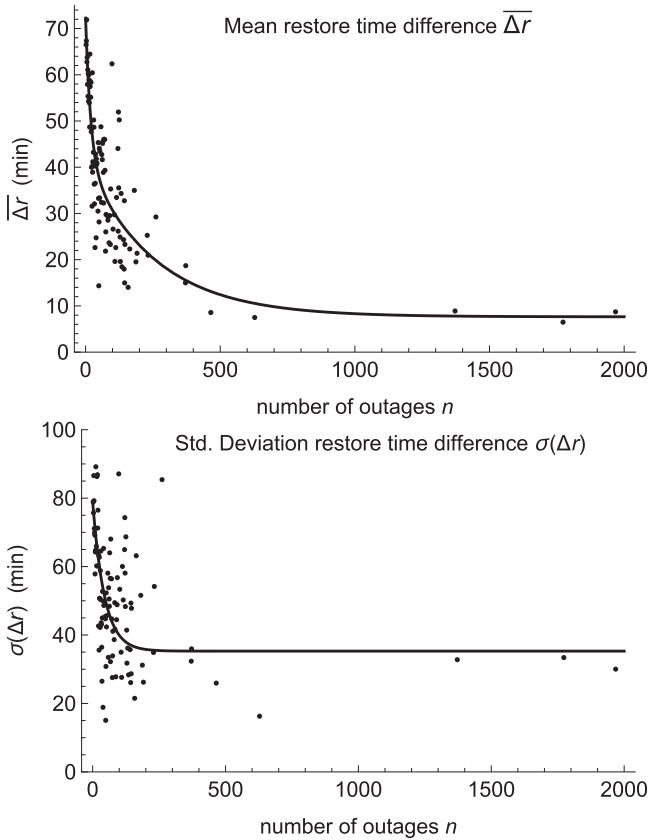 Mean restore time difference Δr̅
70
60
50
40
30
20
10
0
Δr̅ (min)
0 500 1000 1500 2000
number of outages n
Std. Deviation restore time difference σ(Δr)
100
80
60
40
20
0
σ(Δr) (min)
0 500 1000 1500 2000
number of outages n